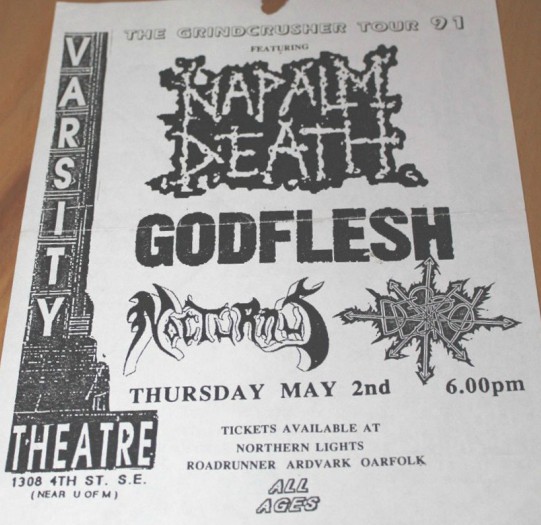 THE GRINDCRUSHER TOUR 91
FEATURING
NAPALM
DEATH
GODFLESH
NOCTURNUS
THURSDAY MAY 2nd 6.00pm
TICKETS AVAILABLE AT
NORTHERN LIGHTS
ROADRUNNER ARDVARK OARFOLK
ALL
AGES
VARSITY
THEATRE
1308 4TH ST. S.E.
(NEAR U OF M)